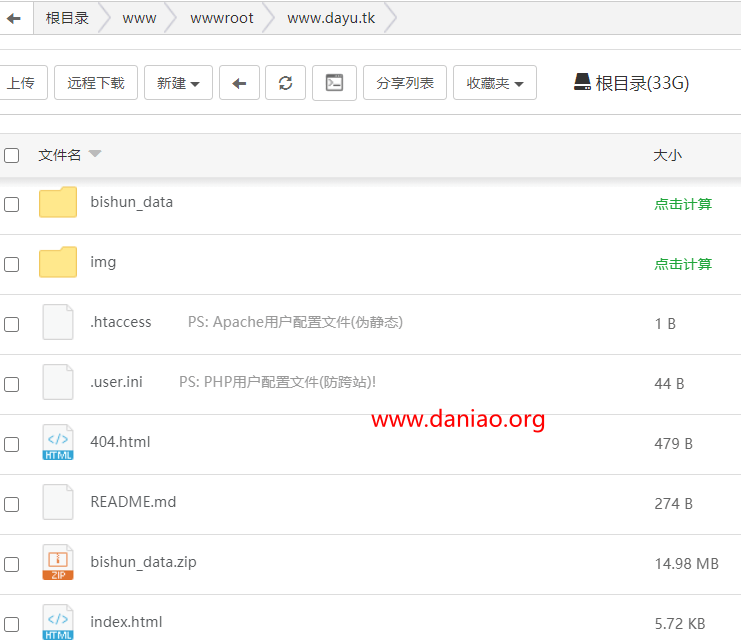 根目录 www wwwroot www.dayu.tk
上传 远程下载 新建 分享列表 收藏夹 根目录(33G)
文件名 大小
bishun_data 点击计算
img 点击计算
.htaccess PS: Apache用户配置文件(伪静态) 1 B
.user.ini PS: PHP用户配置文件(防跨站)! 44 B
www.daniao.org
404.html 479 B
README.md 274 B
bishun_data.zip 14.98 MB
index.html 5.72 KB